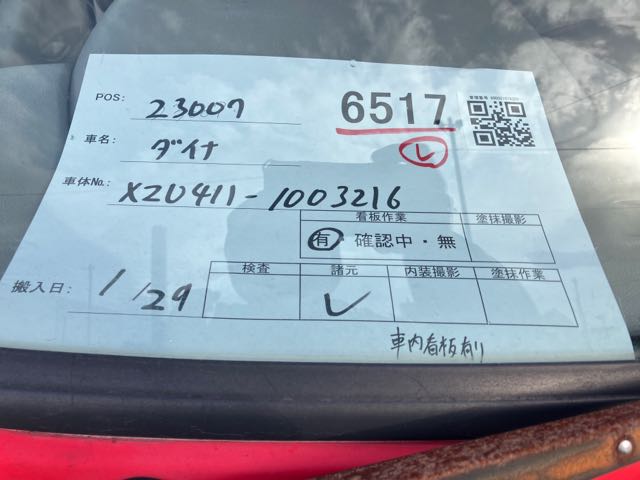 POS: 23007
6517
車名: ダイナ
レ
車体No.: XZU411-1003216
看板作業 塗抹撮影
有・確認中・無
検査 諸元 内装撮影 塗抹作業
搬入日: 1/29 レ
車内看板有り